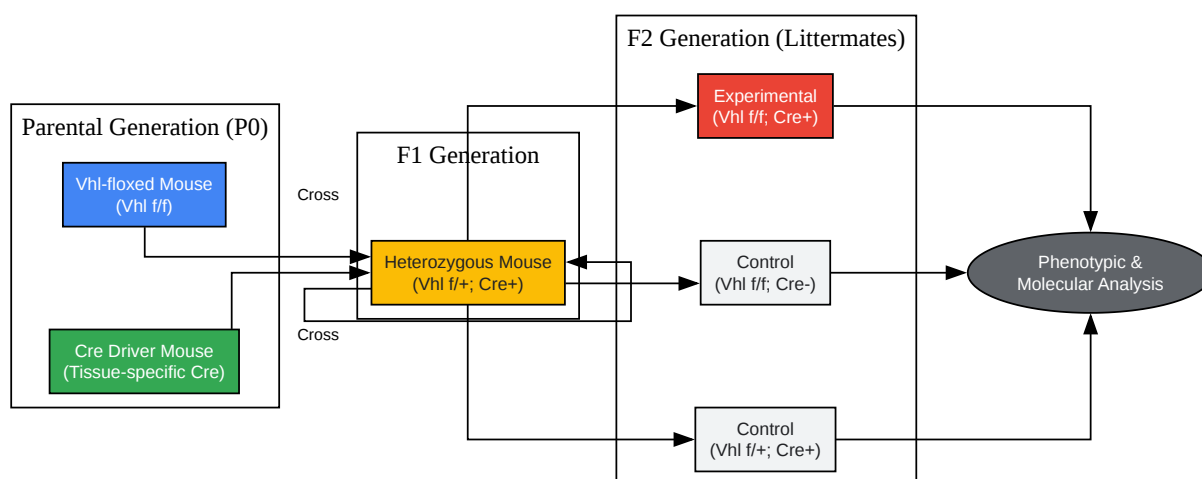 Parental Generation (P0)
Vhl-floxed Mouse
(Vhl f/f)
Cre Driver Mouse
(Tissue-specific Cre)
Cross
Cross
F1 Generation
Heterozygous Mouse
(Vhl f/+; Cre+)
F2 Generation (Littermates)
Experimental
(Vhl f/f; Cre+)
Control
(Vhl f/f; Cre-)
Control
(Vhl f/+; Cre+)
Phenotypic &
Molecular Analysis